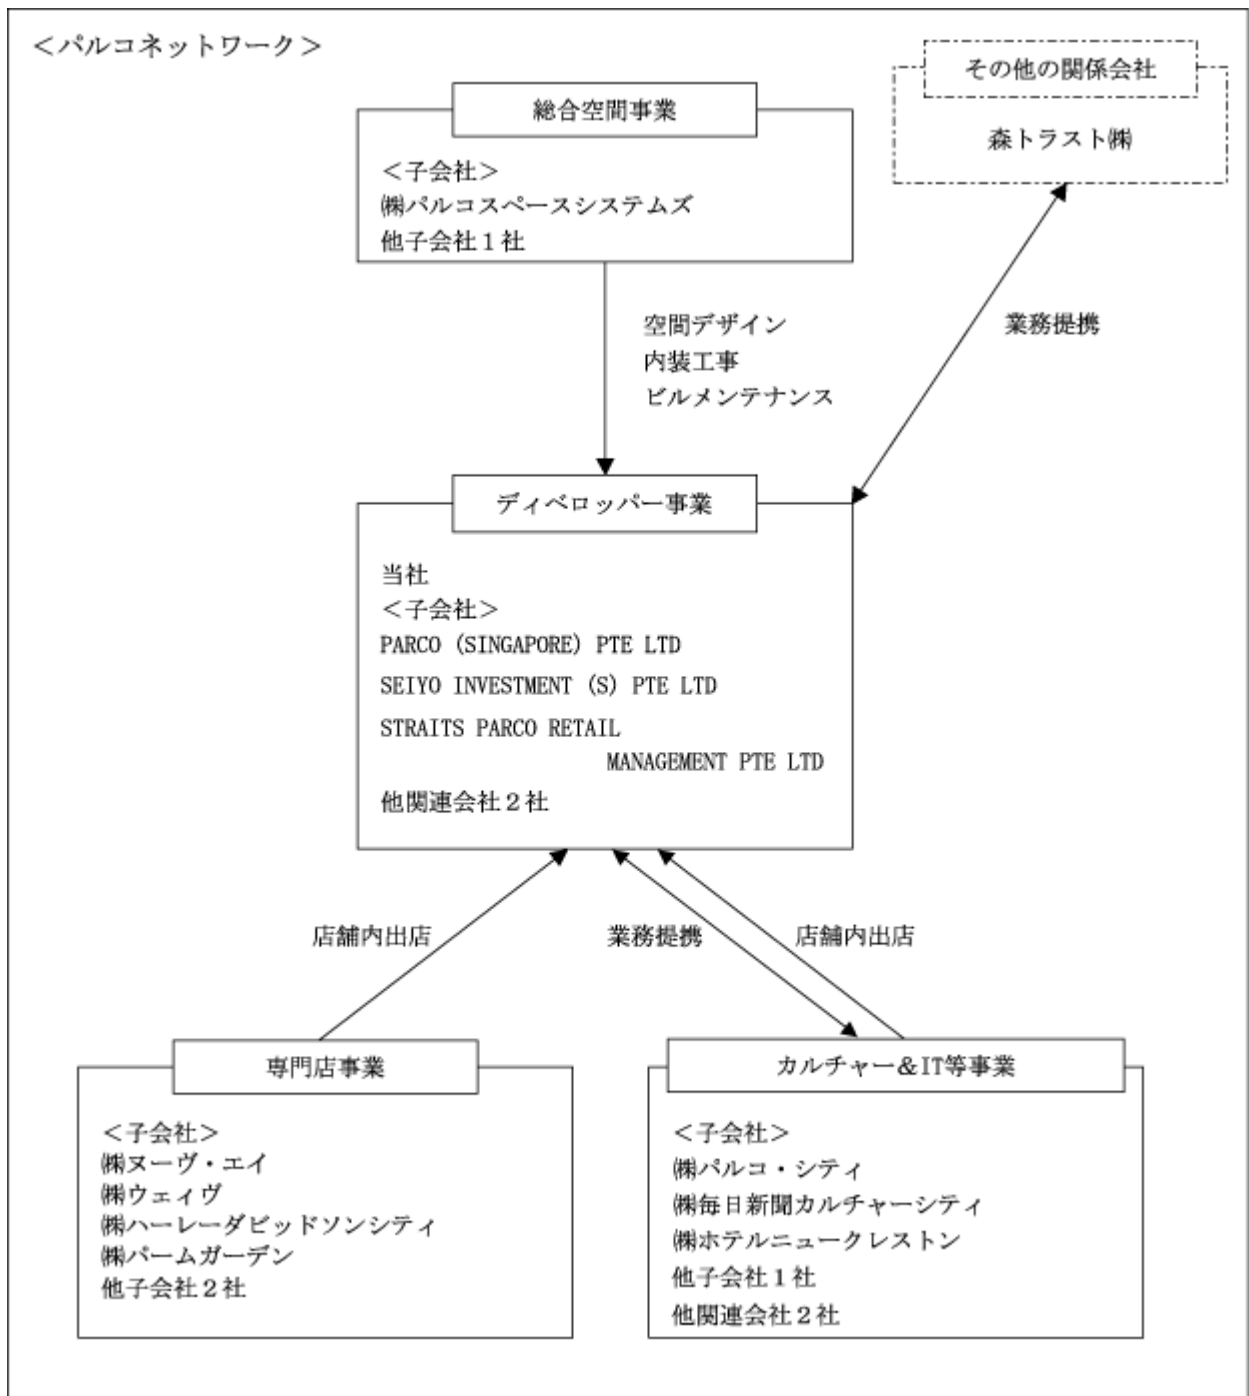 ＜パルコネットワーク＞
その他の関係会社
森トラスト㈱
総合空間事業
＜子会社＞
㈱パルコスペースシステムズ
他子会社１社
空間デザイン
内装工事
ビルメンテナンス
業務提携
ディベロッパー事業
当社
＜子会社＞
PARCO (SINGAPORE) PTE LTD
SEIYO INVESTMENT (S) PTE LTD
STRAITS PARCO RETAIL
MANAGEMENT PTE LTD
他関連会社２社
店舗内出店
業務提携
店舗内出店
専門店事業
＜子会社＞
㈱ヌーヴ・エイ
㈱ウェィヴ
㈱ハーレーダビッドソンシティ
㈱パームガーデン
他子会社２社
カルチャー＆IT等事業
＜子会社＞
㈱パルコ・シティ
㈱毎日新聞カルチャーシティ
㈱ホテルニュークレストン
他子会社１社
他関連会社２社